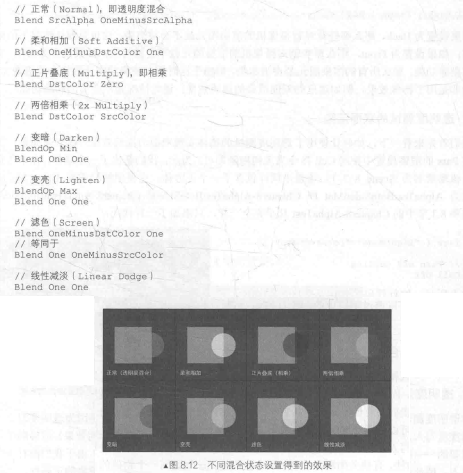 // 正常 (Normal), 即透明度混合
Blend SrcAlpha OneMinusSrcAlpha
// 柔和相加 (Soft Additive)
Blend OneMinusDstColor One
// 正片叠底 (Multiply), 即相乘
Blend DstColor Zero
// 两倍相乘 (2x Multiply)
Blend DstColor SrcColor
// 变暗 (Darken)
BlendOp Min
Blend One One
// 变亮 (Lighten)
BlendOp Max
Blend One One
// 滤色 (Screen)
Blend OneMinusDstColor One
// 等同于
Blend One OneMinusSrcColor
// 线性减淡 (Linear Dodge)
Blend One One
正常 (透明度混合)
柔和相加
正片叠底 (相乘)
两倍相乘
变暗
变亮
滤色
线性减淡
▲图 8.12 不同混合状态设置得到的效果